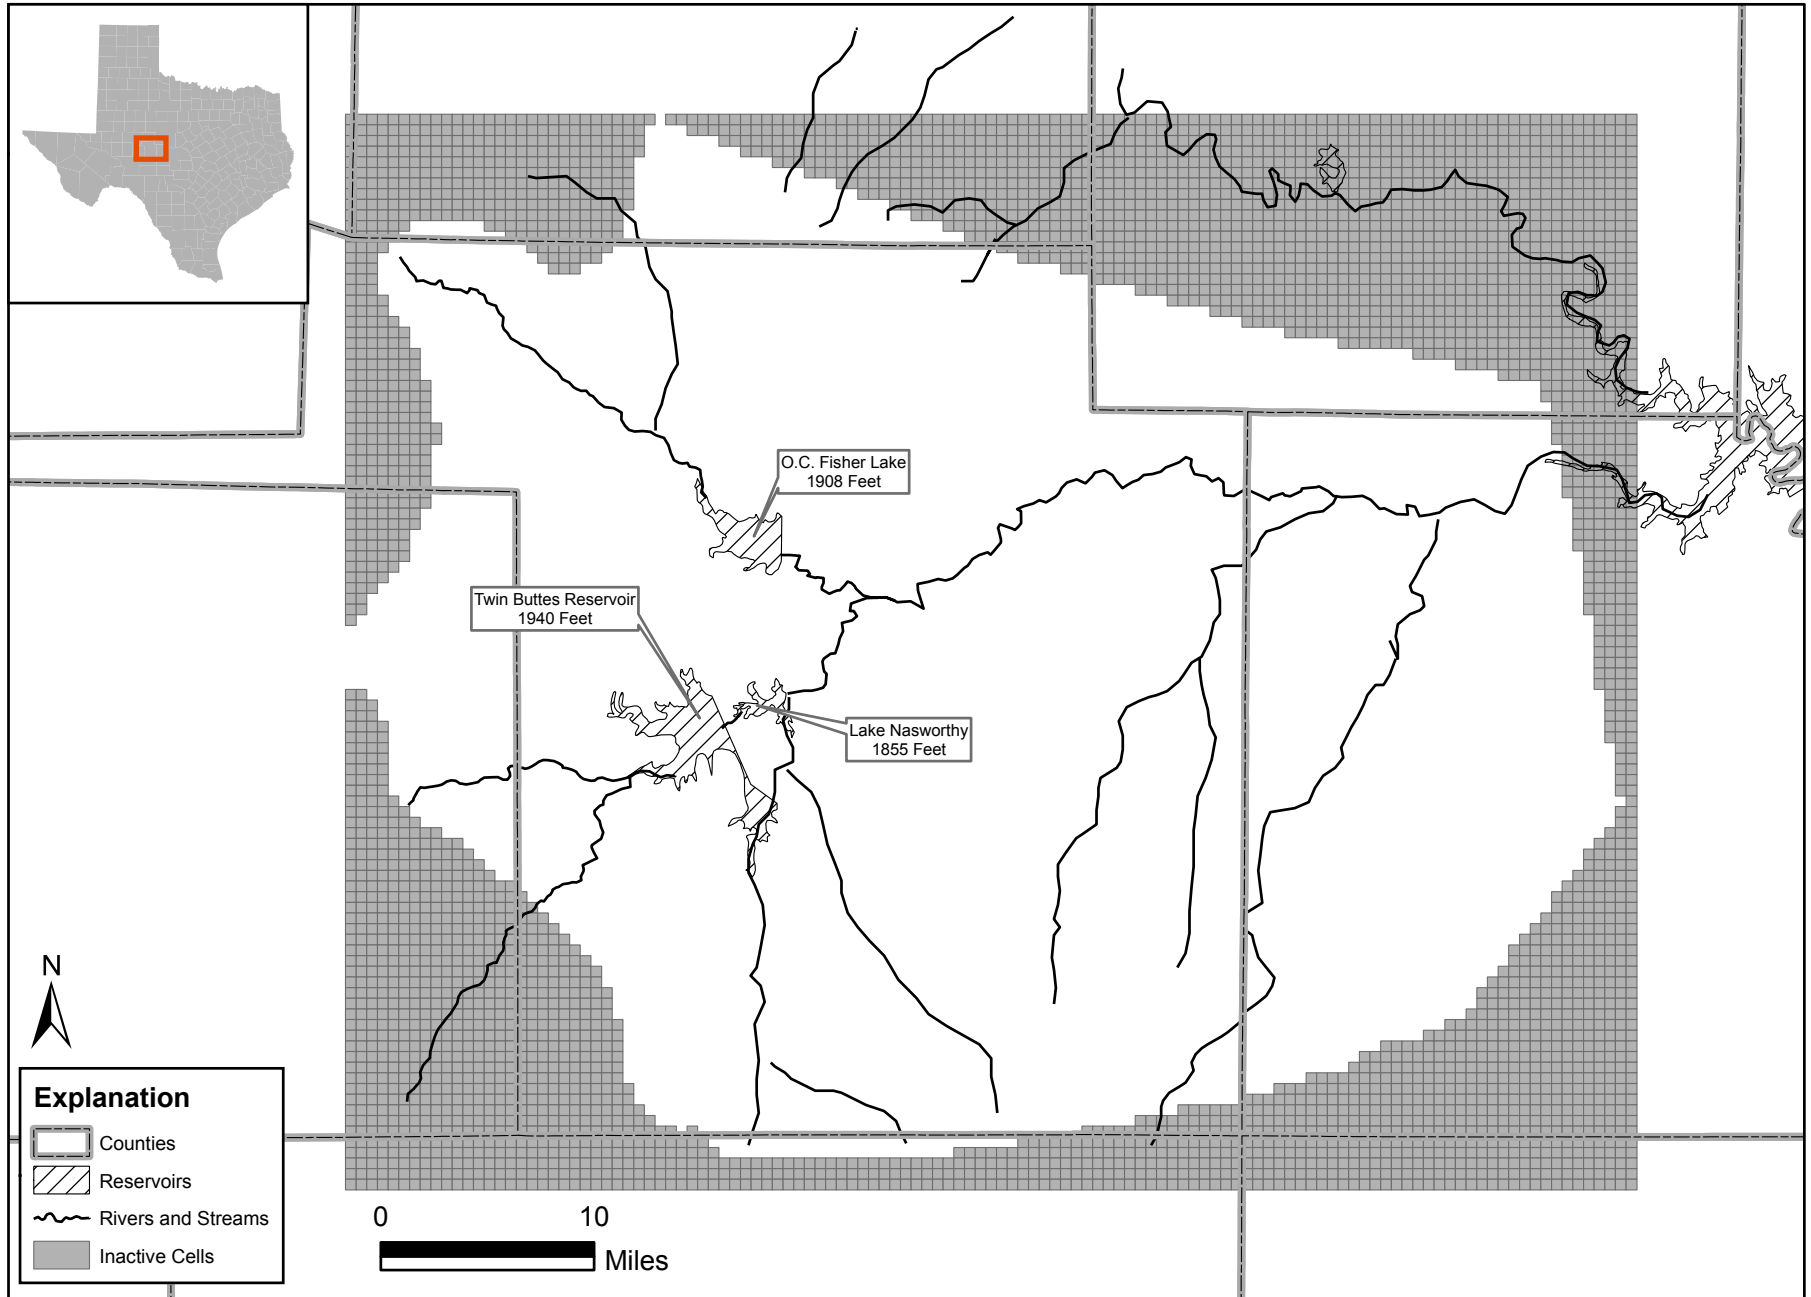 O.C. Fisher Lake
1908 Feet
Twin Buttes Reservoir
1940 Feet
Lake Nasworthy
1855 Feet
N
Explanation
Counties
Reservoirs
Rivers and Streams
Inactive Cells
0 10
Miles